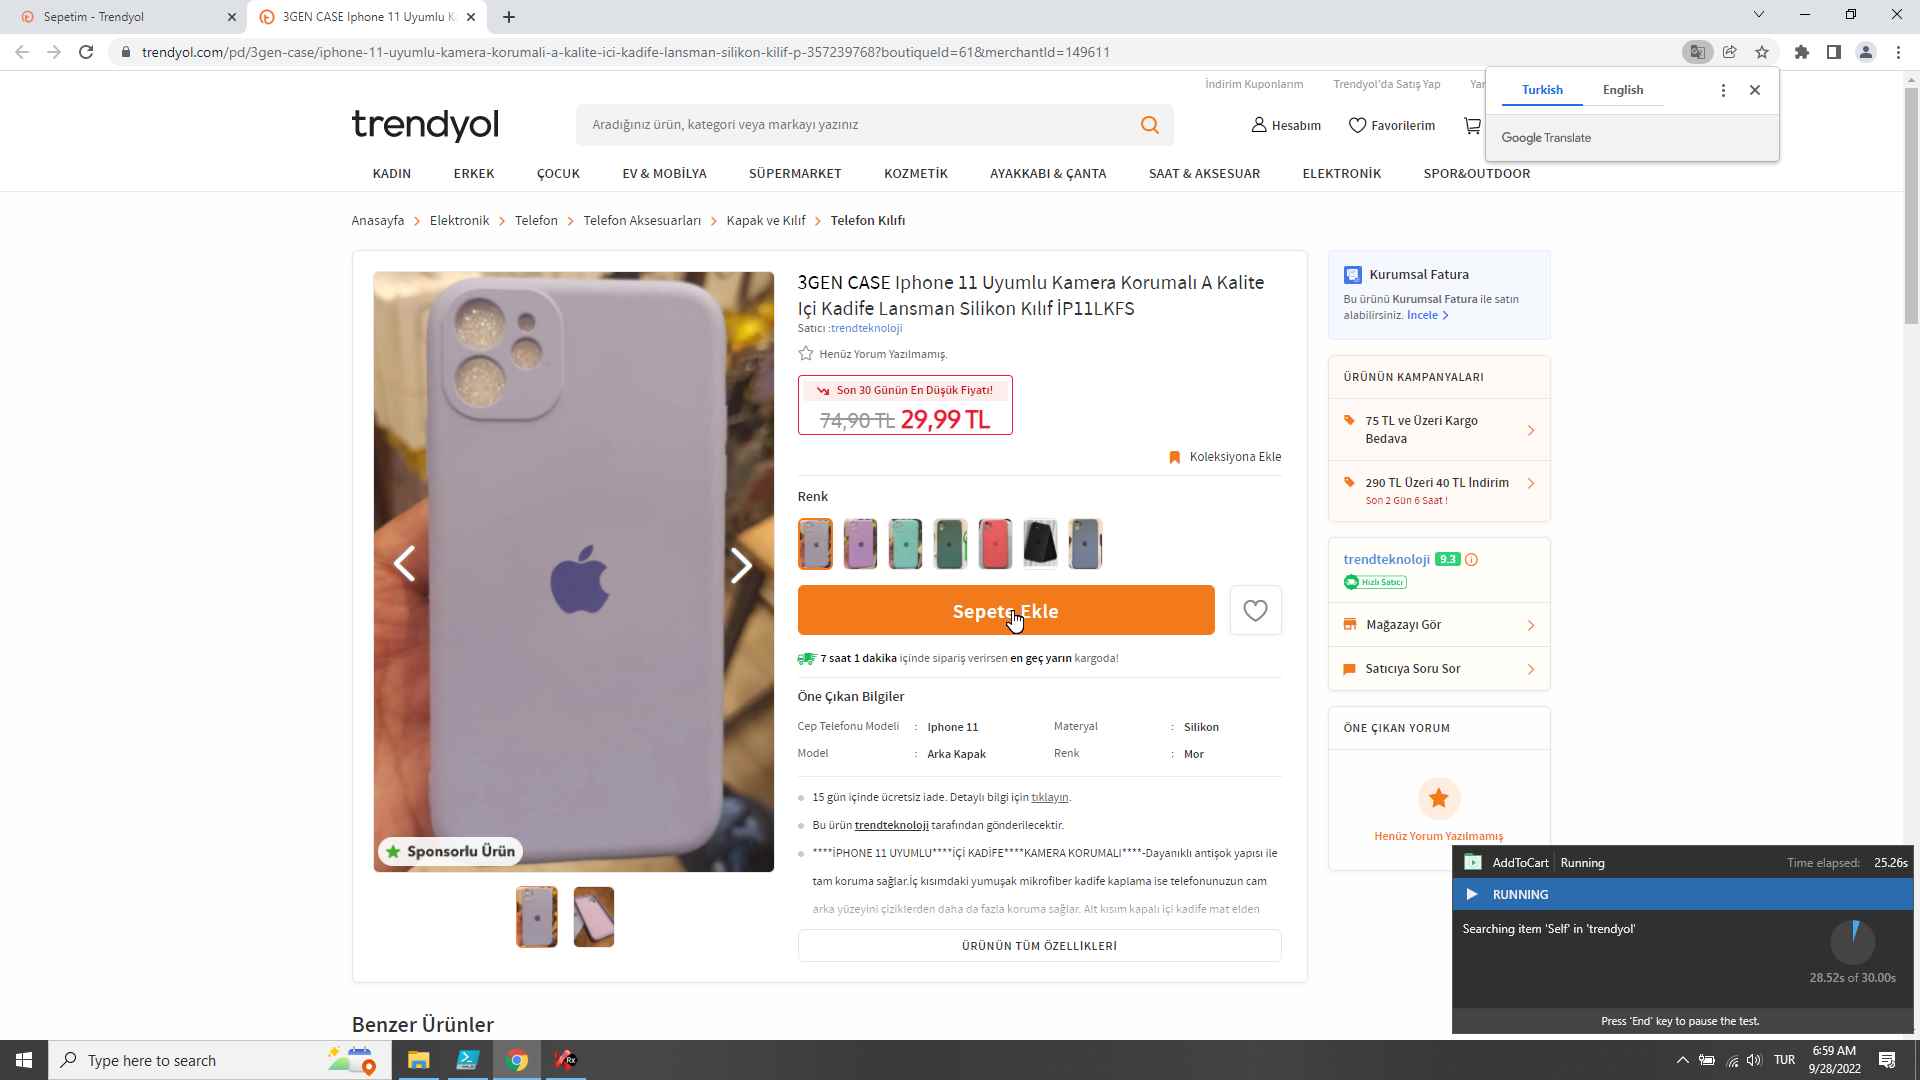 Sepetim - Trendyol
3GEN CASE Iphone 11 Uyumlu Ka
trendyol.com/pd/3gen-case/iphone-11-uyumlu-kamera-korumali-a-kalite-ici-kadife-lansman-silikon-kilif-p-357239768?boutiqueId=61&merchantId=149611
İndirim Kuponlarım
Trendyol'da Satış Yap
Yar
Turkish
English
Google Translate
trendyol
Aradığınız ürün, kategori veya markayı yazınız
Hesabım
Favorilerim
KADIN
ERKEK
ÇOCUK
EV & MOBİLYA
SÜPERMARKET
KOZMETİK
AYAKKABI & ÇANTA
SAAT & AKSESUAR
ELEKTRONİK
SPOR&OUTDOOR
Anasayfa > Elektronik > Telefon > Telefon Aksesuarları > Kapak ve Kılıf > Telefon Kılıfı
Sponsorlu Ürün
3GEN CASE Iphone 11 Uyumlu Kamera Korumalı A Kalite
Içi Kadife Lansman Silikon Kılıf İP11LKFS
Satıcı :trendteknoloji
Henüz Yorum Yazılmamış.
Son 30 Günün En Düşük Fiyatı!
74,90 TL 29,99 TL
Koleksiyona Ekle
Renk
Sepete Ekle
7 saat 1 dakika içinde sipariş verirsen en geç yarın kargoda!
Öne Çıkan Bilgiler
Cep Telefonu Modeli : Iphone 11
Materyal : Silikon
Model : Arka Kapak
Renk : Mor
15 gün içinde ücretsiz iade. Detaylı bilgi için tıklayın.
Bu ürün trendteknoloji tarafından gönderilecektir.
****İPHONE 11 UYUMLU****İÇİ KADİFE****KAMERA KORUMALI****-Dayanıklı antişok yapısı ile
tam koruma sağlar.İç kısımdaki yumuşak mikrofiber kadife kaplama ise telefonunuzun cam
arka yüzeyini çiziklerden daha da fazla koruma sağlar. Alt kısım kapalı içi kadife mat elden
ÜRÜNÜN TÜM ÖZELLİKLERİ
Benzer Ürünler
Kurumsal Fatura
Bu ürünü Kurumsal Fatura ile satın
alabilirsiniz. İncele >
ÜRÜNÜN KAMPANYALARI
75 TL ve Üzeri Kargo
Bedava
290 TL Üzeri 40 TL İndirim
Son 2 Gün 6 Saat !
trendteknoloji 9.3
Hızlı Satıcı
Mağazayı Gör
Satıcıya Soru Sor
ÖNE ÇIKAN YORUM
Henüz Yorum Yazılmamış
AddToCart Running
Time elapsed: 25.26s
RUNNING
Searching item 'Self' in 'trendyol'
28.52s of 30.00s
Press 'End' key to pause the test.
Type here to search
Rx
TUR
6:59 AM
9/28/2022